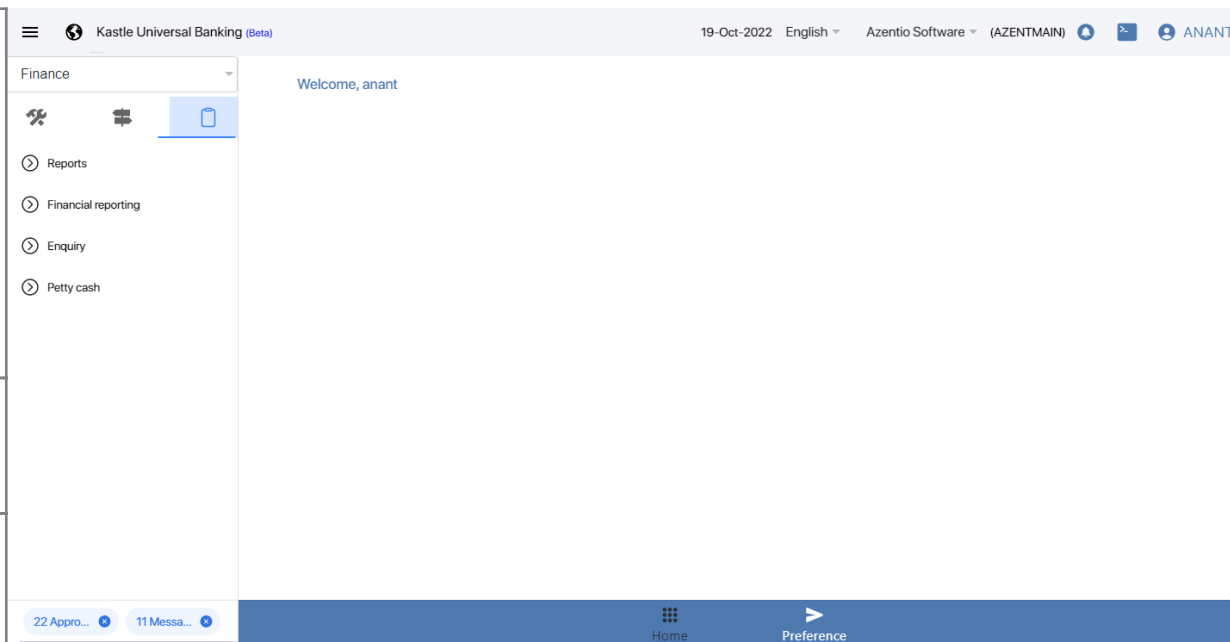 Kastle Universal Banking (Beta)
19-Oct-2022 English Azentio Software (AZENTMAIN) ANANT
Finance
Welcome, anant
Reports
Financial reporting
Enquiry
Petty cash
22 Appro... 11 Messa...
Home Preference